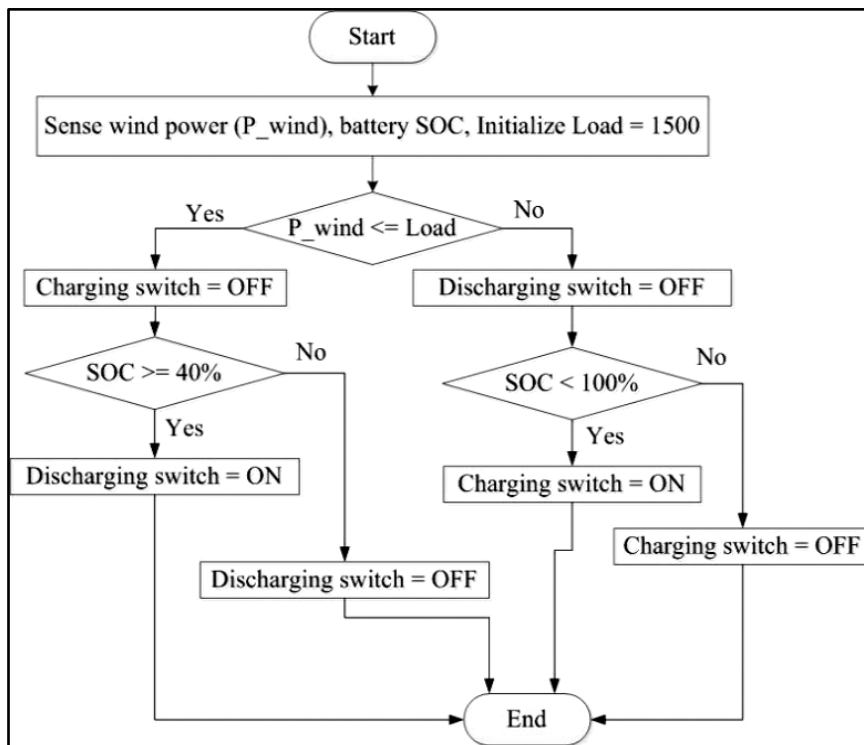 Start
Sense wind power (P_wind), battery SOC, Initialize Load = 1500
Yes
P_wind <= Load
No
Charging switch = OFF
Discharging switch = OFF
SOC >= 40%
No
SOC < 100%
No
Yes
Yes
Discharging switch = ON
Charging switch = ON
Charging switch = OFF
Discharging switch = OFF
End